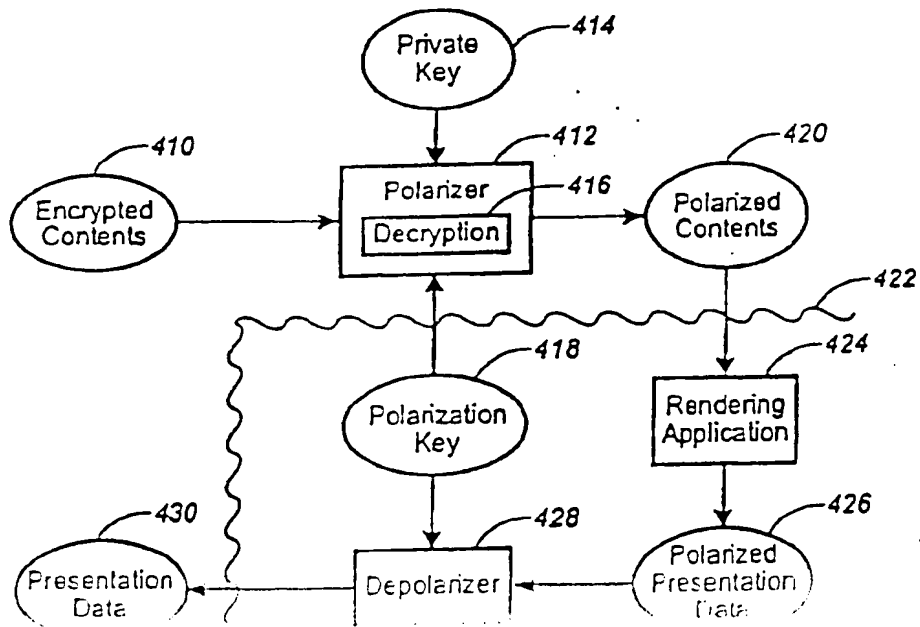 414
Private
Key
410
412
420
Encrypted
Contents
Polarizer
416
Decryption
Polarized
Contents
422
418
424
Polarization
Key
Rendering
Application
430
428
426
Presentation
Data
Depolarizer
Polarized
Presentation
Data